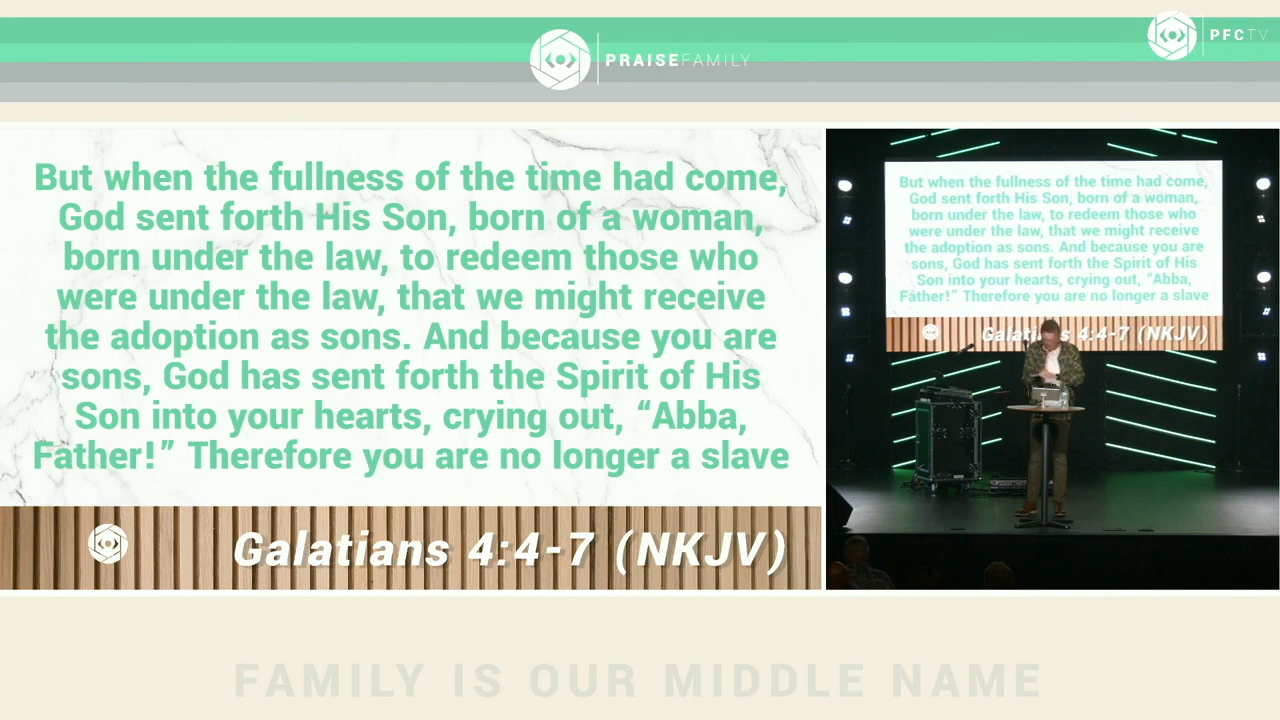 PRAISEFAMILY
PFCTV
But when the fullness of the time had come,
God sent forth His Son, born of a woman,
born under the law, to redeem those who
were under the law, that we might receive
the adoption as sons. And because you are
sons, God has sent forth the Spirit of His
Son into your hearts, crying out, “Abba,
Father!” Therefore you are no longer a slave
Galatians 4:4-7 (NKJV)
But when the fullness of the time had come,
God sent forth His Son, born of a woman,
born under the law, to redeem those who
were under the law, that we might receive
the adoption as sons. And because you are
sons, God has sent forth the Spirit of His
Son into your hearts, crying out, “Abba,
Father!” Therefore you are no longer a slave
4:4-7 (NKJV)
FAMILY IS OUR MIDDLE NAME